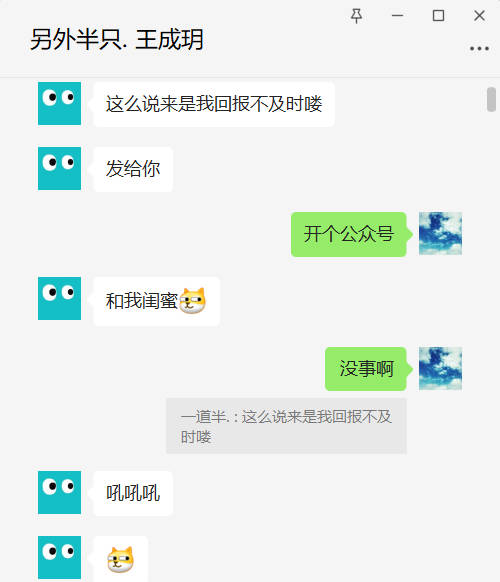 另外半只. 王成玥
这么说来是我回报不及时喽
发给你
开个公众号
和我闺蜜
没事啊
一道半. : 这么说来是我回报不及
时喽
吼吼吼